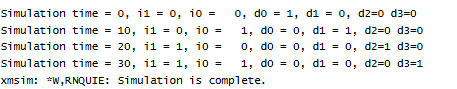 Simulation time = 0, i1 = 0, i0 =   0, d0 = 1, d1 = 0, d2=0 d3=0
Simulation time = 10, i1 = 0, i0 =   1, d0 = 0, d1 = 1, d2=0 d3=0
Simulation time = 20, i1 = 1, i0 =   0, d0 = 0, d1 = 0, d2=1 d3=0
Simulation time = 30, i1 = 1, i0 =   1, d0 = 0, d1 = 0, d2=0 d3=1
xmsim: *W,RNQUIE: Simulation is complete.